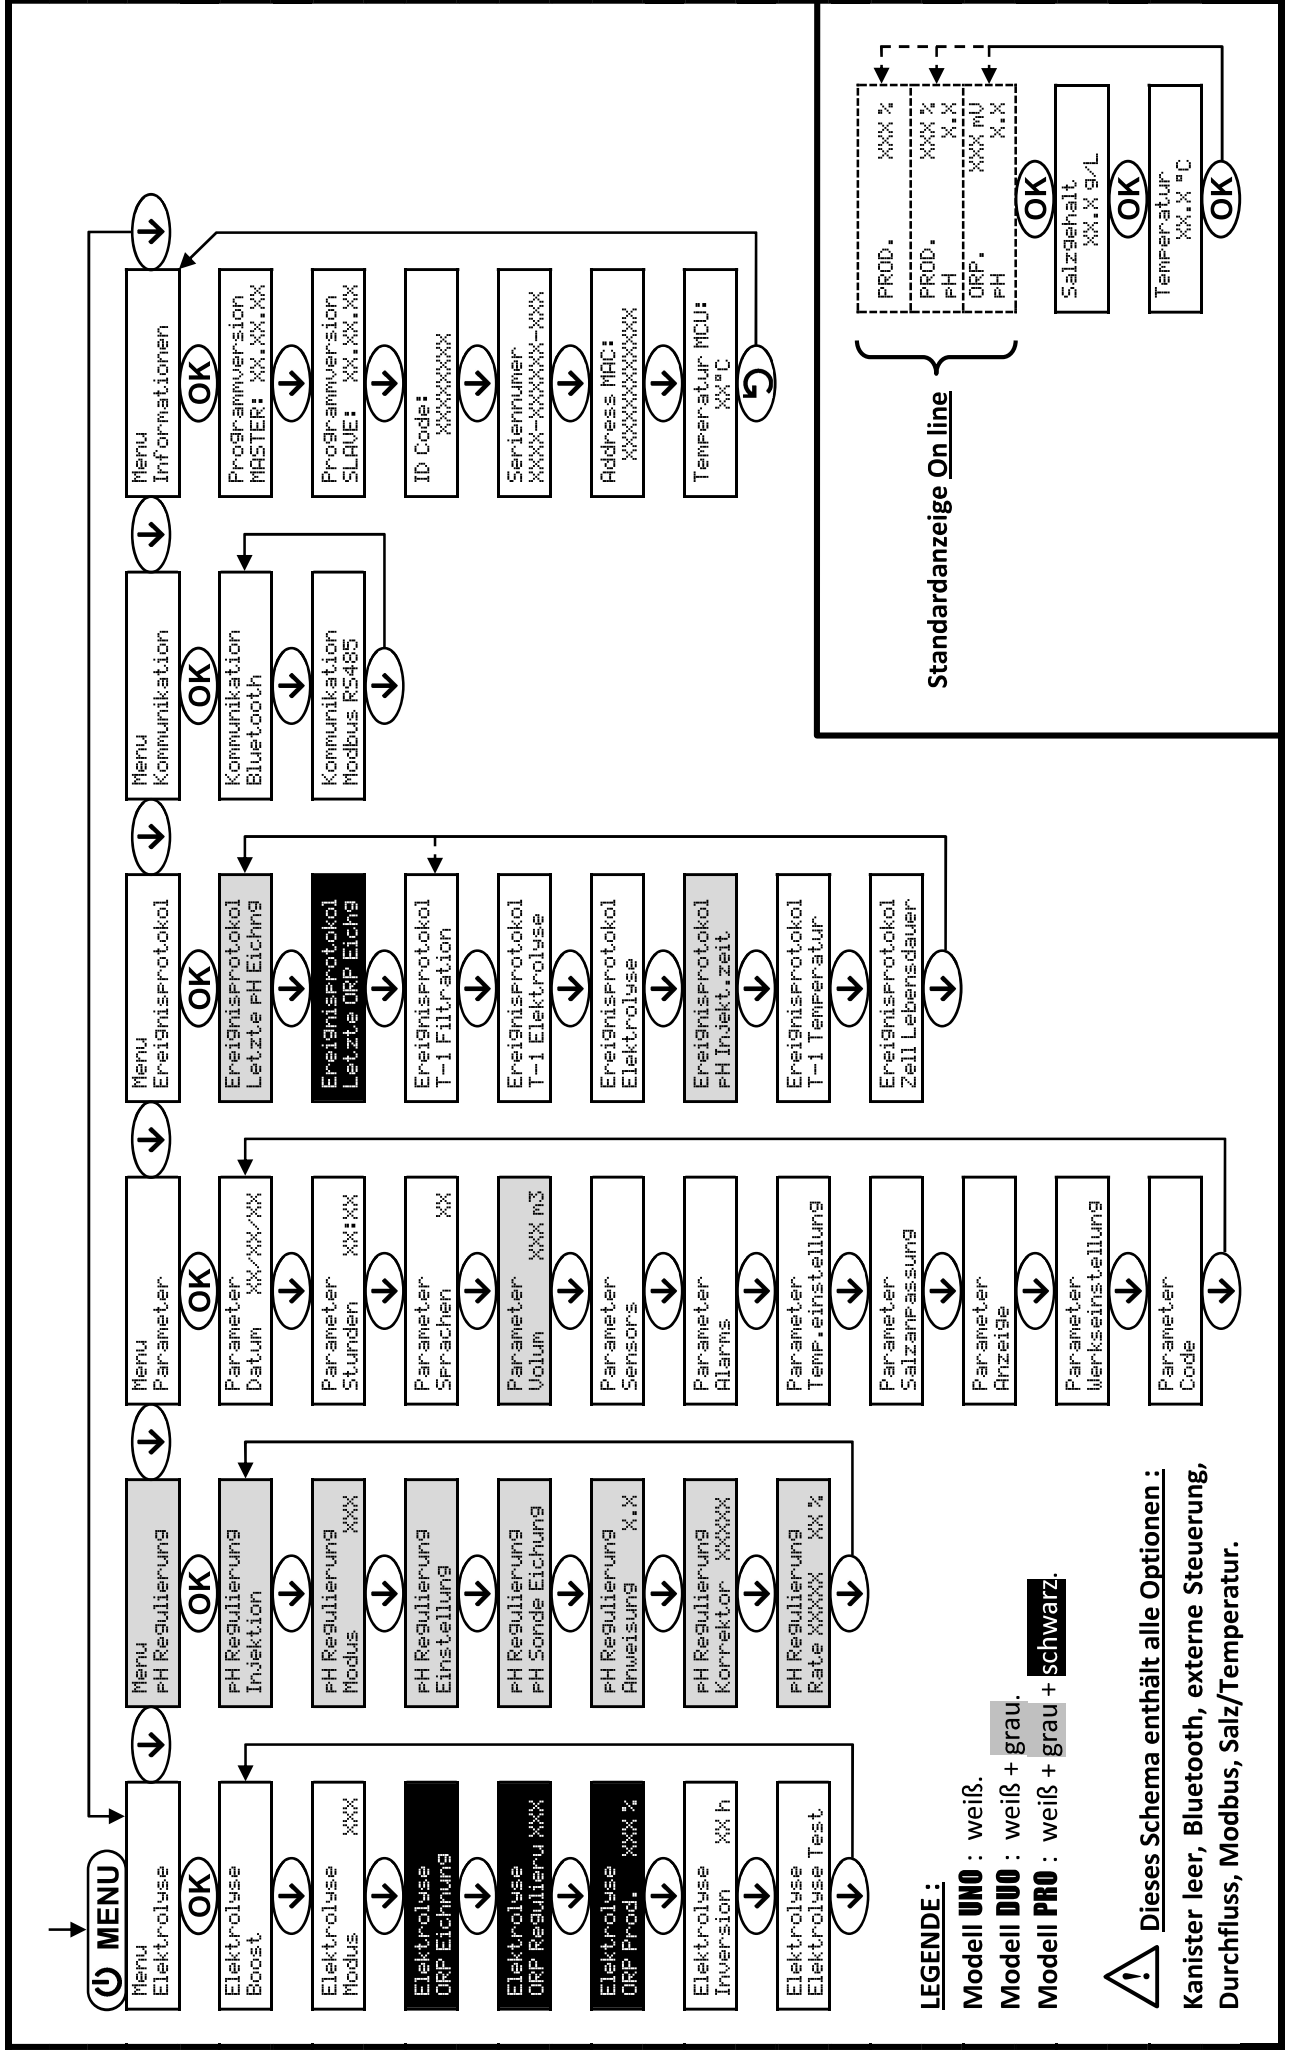 MENU
Menu
Elektrolyse
OK
Elektrolyse
Boost
Elektrolyse
Modus XXX
Elektrolyse
ORP Eichnung
Elektrolyse
ORP Regulieru XXX
Elektrolyse
ORP Prod. XXX %
Elektrolyse
Inversion XX h
Elektrolyse
Elektrolyse Test
Menu
pH Regulierung
OK
pH Regulierung
Injektion
pH Regulierung
Modus XXX
pH Regulierung
Einstellung
pH Regulierung
pH Sonde Eichung
pH Regulierung
Anweisung X.X
pH Regulierung
Korrektor XXXXX
pH Regulierung
Rate XXXXX XX %
Menu
Parameter
OK
Parameter
Datum XX/XX/XX
Parameter
Stunden XX:XX
Parameter
Sprachen XX
Parameter
Volum XXX m3
Parameter
Sensors
Parameter
Alarms
Parameter
Temp.einstellung
Parameter
Salzanpassung
Parameter
Anzeige
Parameter
Werkseinstellung
Parameter
Code
Menu
Ereignisprotokol
OK
Ereignisprotokol
Letzte pH Eichng
Ereignisprotokol
Letzte ORP Eichg
Ereignisprotokol
T-1 Filtration
Ereignisprotokol
T-1 Elektrolyse
Ereignisprotokol
Elektrolyse
Ereignisprotokol
pH Injekt.zeit
Ereignisprotokol
T-1 Temperatur
Ereignisprotokol
Zell Lebensdauer
Menu
Kommunikation
OK
Kommunikation
Bluetooth
Kommunikation
Modbus RS485
Menu
Informationen
OK
Programmversion
MASTER: XX.XX.XX
Programmversion
SLAVE: XX.XX.XX
ID Code:
XXXXXXXX
Seriennumer
XXXX-XXXXXX-XXX
Address MAC:
XXXXXXXXXXXX
Temperatur MCU:
XX°C
LEGENDE :
Modell UNO : weiß.
Modell DUO : weiß + grau.
Modell PRO : weiß + grau + schwarz.
Dieses Schema enthält alle Optionen :
Kanister leer, Bluetooth, externe Steuerung,
Durchfluss, Modbus, Salz/Temperatur.
Standardanzeige On line
PROD. XXX %
PROD. XXX %
pH X.X
ORP. XXX mV
pH X.X
OK
Salzgehalt
XX.X g/L
OK
Temperatur
XX.X °C
OK